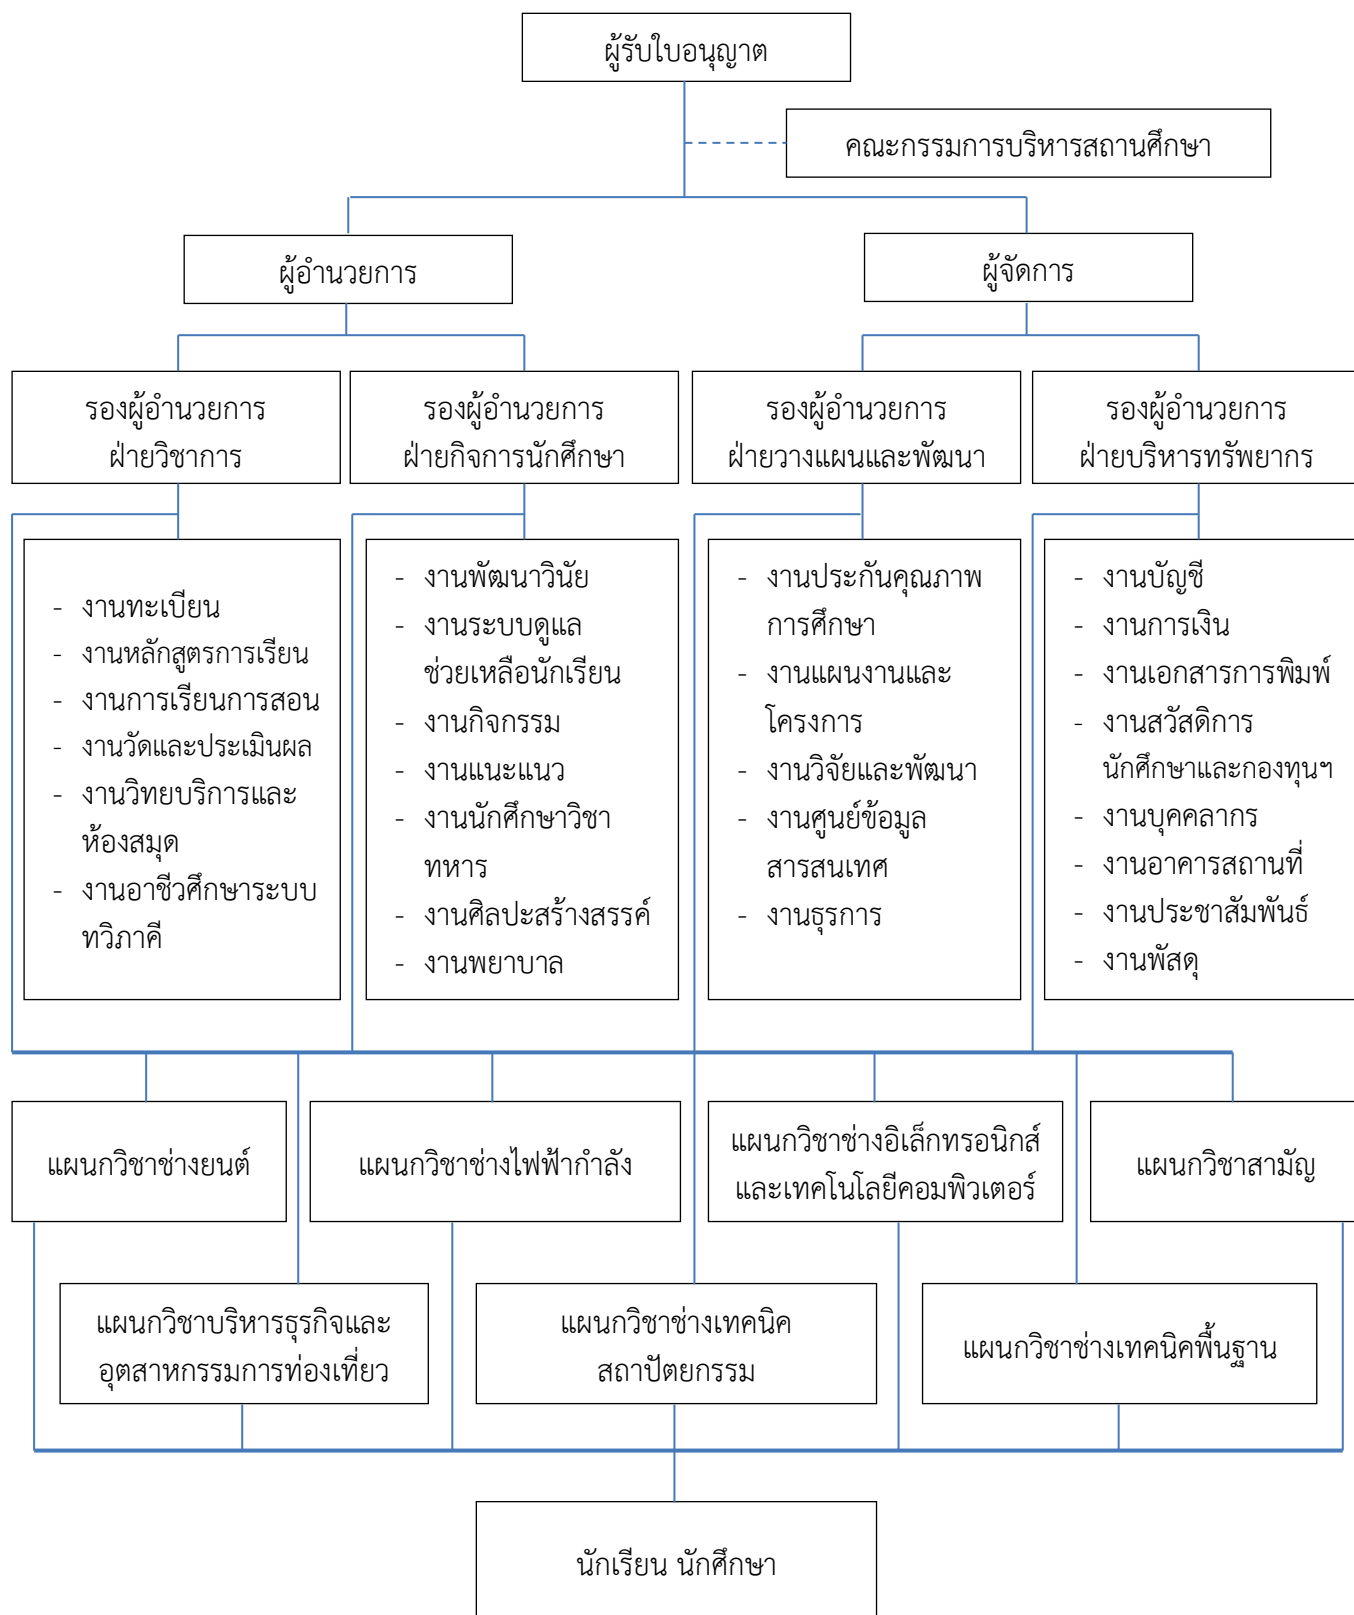 ผู้รับใบอนุญาต
คณะกรรมการบริหารสถานศึกษา
ผู้อำนวยการ
ผู้จัดการ
รองผู้อำนวยการ
ฝ่ายวิชาการ
รองผู้อำนวยการ
ฝ่ายกิจการนักศึกษา
รองผู้อำนวยการ
ฝ่ายวางแผนและพัฒนา
รองผู้อำนวยการ
ฝ่ายบริหารทรัพยากร
- งานทะเบียน
- งานหลักสูตรการเรียน
- งานการเรียนการสอน
- งานวัดและประเมินผล
- งานวิทยบริการและ
ห้องสมุด
- งานอาชีวศึกษาระบบ
ทวิภาคี
- งานพัฒนาวินัย
- งานระบบดูแล
ช่วยเหลือนักเรียน
- งานกิจกรรม
- งานแนะแนว
- งานนักศึกษาวิชา
ทหาร
- งานศิลปะสร้างสรรค์
- งานพยาบาล
- งานประกันคุณภาพ
การศึกษา
- งานแผนงานและ
โครงการ
- งานวิจัยและพัฒนา
- งานศูนย์ข้อมูล
สารสนเทศ
- งานธุรการ
- งานบัญชี
- งานการเงิน
- งานเอกสารการพิมพ์
- งานสวัสดิการ
นักศึกษาและกองทุนฯ
- งานบุคคลากร
- งานอาคารสถานที่
- งานประชาสัมพันธ์
- งานพัสดุ
แผนกวิชาช่างยนต์
แผนกวิชาช่างไฟฟ้ากำลัง
แผนกวิชาช่างอิเล็กทรอนิกส์
และเทคโนโลยีคอมพิวเตอร์
แผนกวิชาสามัญ
แผนกวิชาบริหารธุรกิจและ
อุตสาหกรรมการท่องเที่ยว
แผนกวิชาช่างเทคนิค
สถาปัตยกรรม
แผนกวิชาช่างเทคนิคพื้นฐาน
นักเรียน นักศึกษา